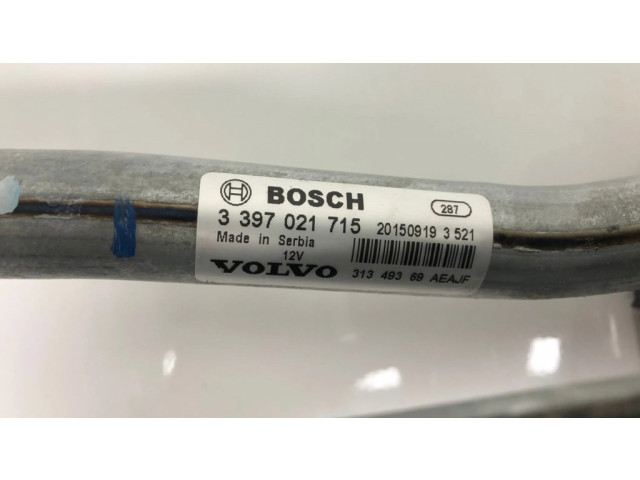 BOSCH
287
3 397 021 715 20150919 3 521
Made in Serbia
12V
VOLVO 313 493 69 AEAJF